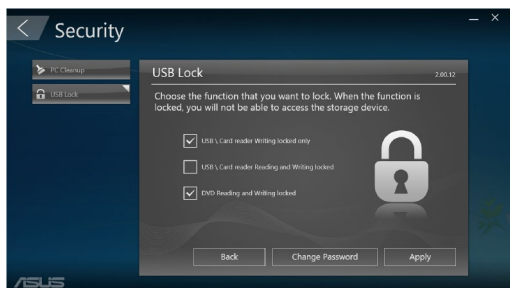 Security
PC Cleanup
USB Lock
USB Lock
2.00.12
Choose the function that you want to lock. When the function is
locked, you will not be able to access the storage device.
USB \ Card reader Writing locked only
USB \ Card reader Reading and Writing locked
DVD Reading and Writing locked
Back
Change Password
Apply
ASUS